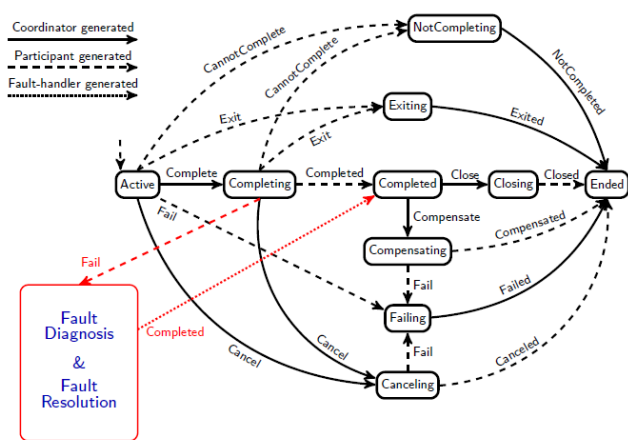 Coordinator generated
Participant generated
Fault-handler generated
CannotComplete
CannotComplete
NotCompleting
NotCompleted
Exit
Exit
Exiting
Exited
Active
Complete
Completing
Completed
Completed
Close
Closing
Closed
Ended
Fail
Compensate
Compensating
Compensated
Fail
Fail
Failing
Failed
Fault
Diagnosis
&
Fault
Resolution
Completed
Cancel
Cancel
Fail
Canceling
Canceled